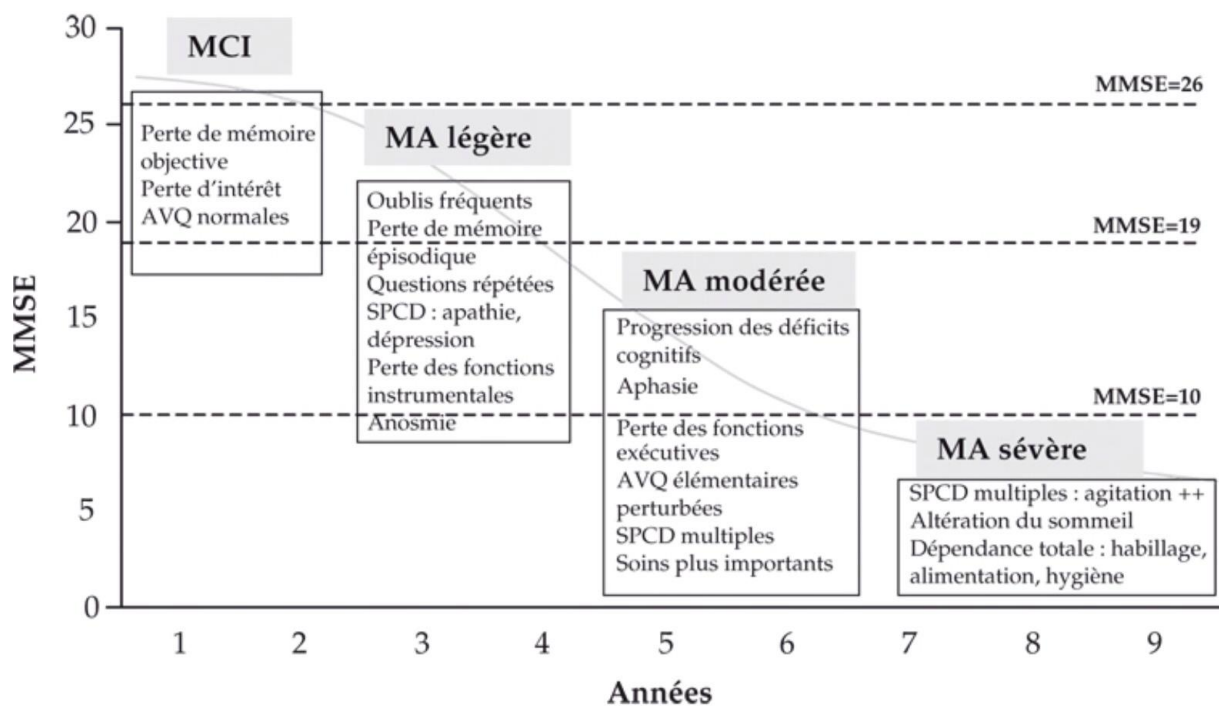 30
MCI
MMSE=26
25
Perte de mémoire
objective
Perte d'intérêt
AVQ normales
MA légère
Oublis fréquents
Perte de mémoire
épisodique
Questions répétées
SPCD : apathie,
dépression
Perte des fonctions
instrumentales
Anosmie
20
MMSE=19
MA modérée
Progression des déficits
cognitifs
Aphasie
Perte des fonctions
exécutives
AVQ élémentaires
perturbées
SPCD multiples
Soins plus importants
15
MMSE
10
MMSE=10
MA sévère
SPCD multiples : agitation ++
Altération du sommeil
Dépendance totale : habillage,
alimentation, hygiène
5
0
1 2 3 4 5 6 7 8 9
Années